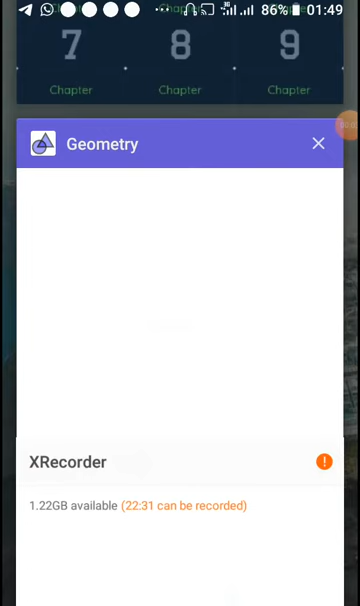 86% 01:49
7 8 9
Chapter Chapter Chapter
Geometry
XRecorder
1.22GB available (22:31 can be recorded)